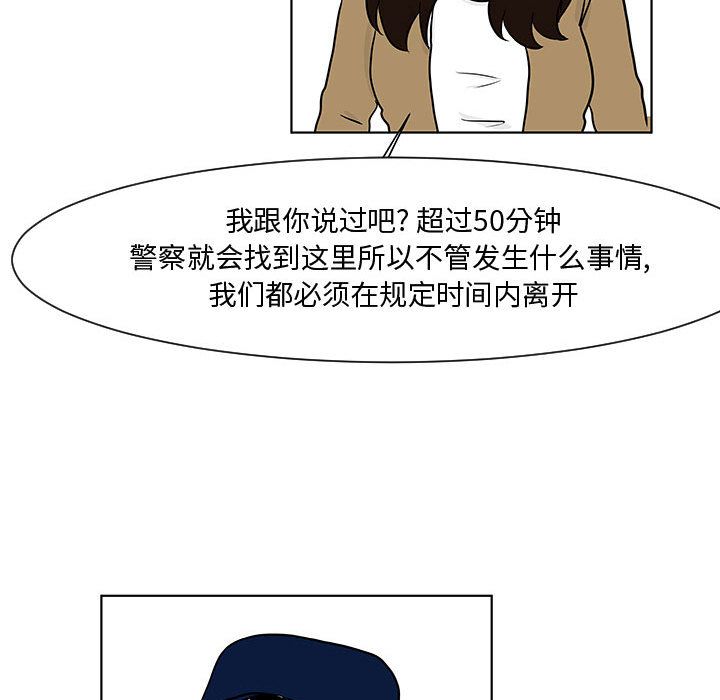 我跟你说过吧? 超过50分钟
警察就会找到这里所以不管发生什么事情,
我们都必须在规定时间内离开